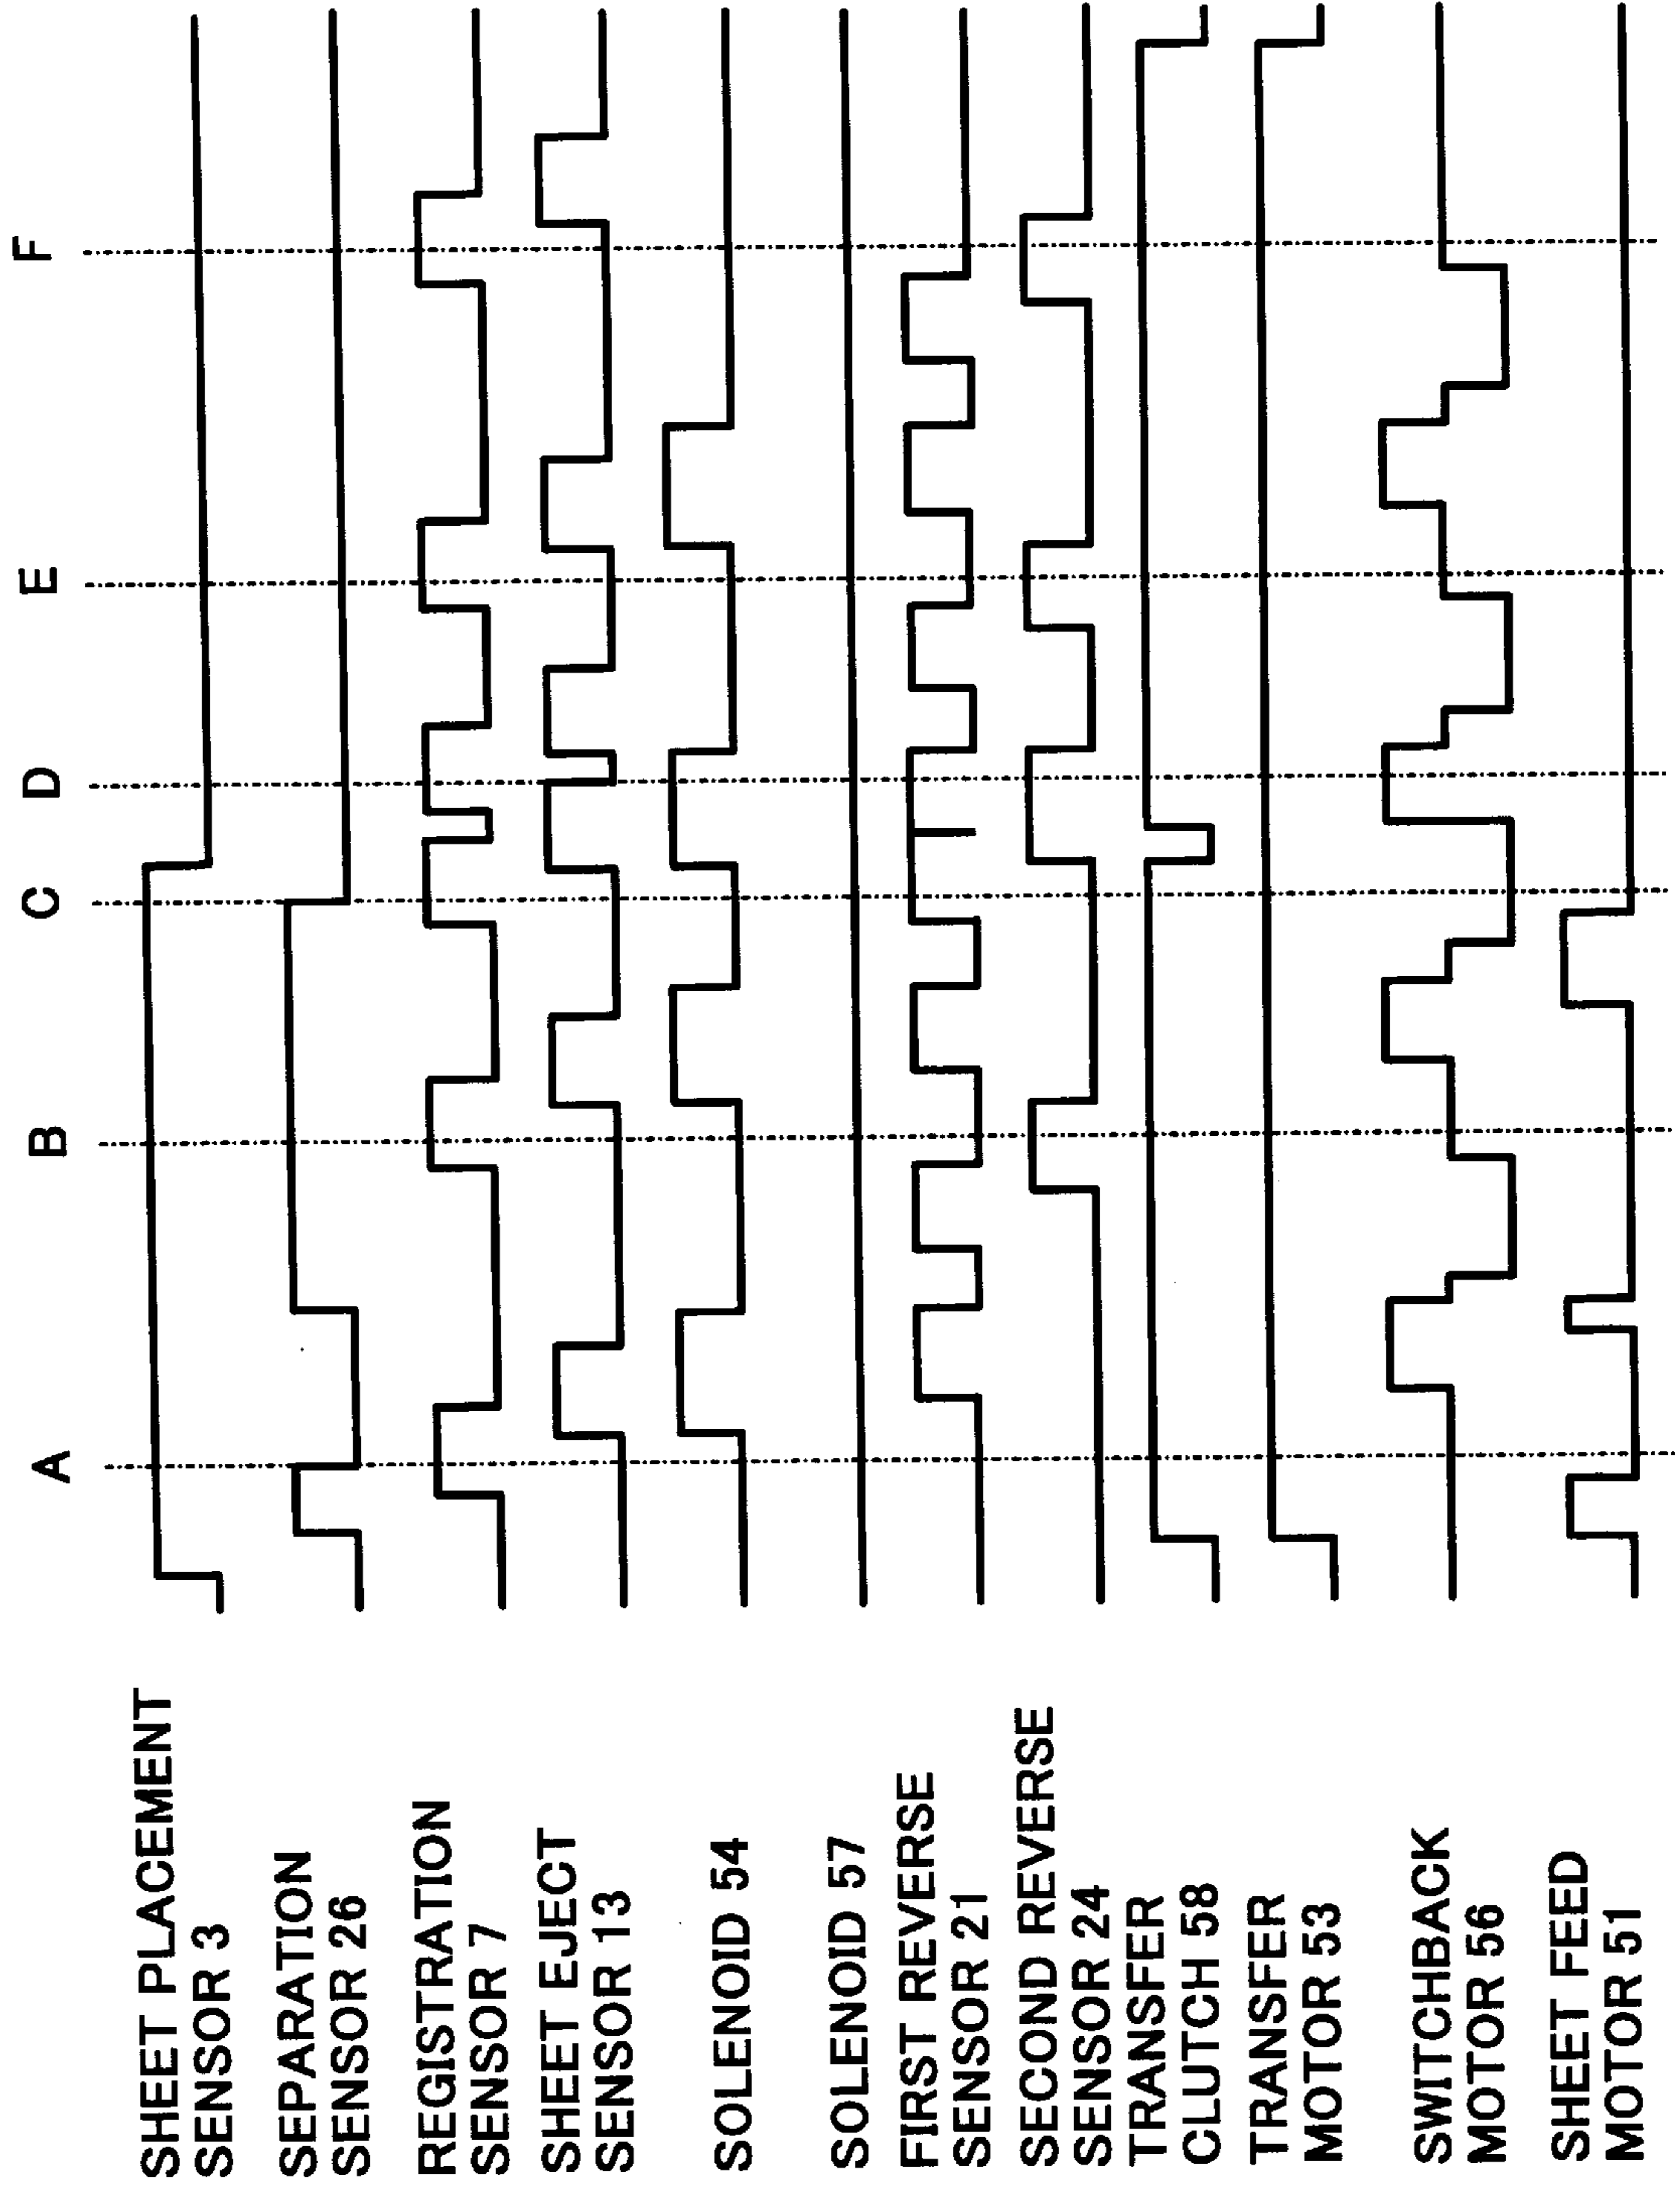 SHEET PLACEMENT
SENSOR 3
SEPARATION
SENSOR 26
REGISTRATION
SENSOR 7
SHEET EJECT
SENSOR 13
SOLENOID 54
SOLENOID 57
FIRST REVERSE
SENSOR 21
SECOND REVERSE
SENSOR 24
TRANSFER
CLUTCH 58
TRANSFER
MOTOR 53
SWITCHBACK
MOTOR 56
SHEET FEED
MOTOR 51
A
B
C
D
E
F